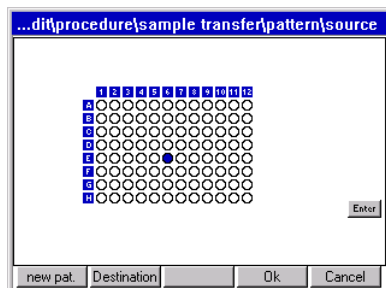 ...dit\procedure\sample transfer\pattern\source
1 2 3 4 5 6 7 8 9 10 11 12
A
B
C
D
E
F
G
H
Enter
new pat. Destination Ok Cancel